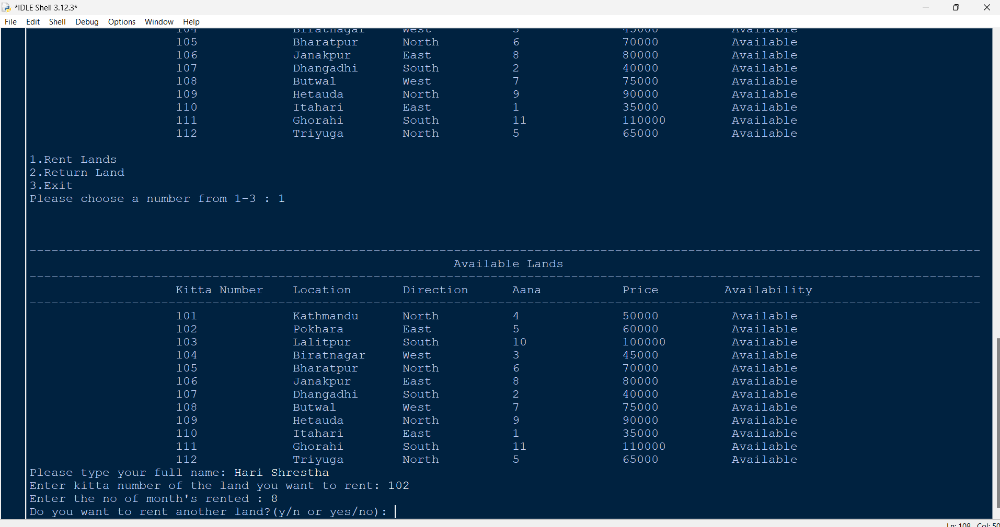 *IDLE Shell 3.12.3*
File Edit Shell Debug Options Window Help
104 Biratnagar West 3 45000 Available
105 Bharatpur North 6 70000 Available
106 Janakpur East 8 80000 Available
107 Dhangadhi South 2 40000 Available
108 Butwal West 7 75000 Available
109 Hetauda North 9 90000 Available
110 Itahari East 1 35000 Available
111 Ghorahi South 11 110000 Available
112 Triyuga North 5 65000 Available
1.Rent Lands
2.Return Land
3.Exit
Please choose a number from 1-3 : 1
Available Lands
Kitta Number Location Direction Aana Price Availability
101 Kathmandu North 4 50000 Available
102 Pokhara East 5 60000 Available
103 Lalitpur South 10 100000 Available
104 Biratnagar West 3 45000 Available
105 Bharatpur North 6 70000 Available
106 Janakpur East 8 80000 Available
107 Dhangadhi South 2 40000 Available
108 Butwal West 7 75000 Available
109 Hetauda North 9 90000 Available
110 Itahari East 1 35000 Available
111 Ghorahi South 11 110000 Available
112 Triyuga North 5 65000 Available
Please type your full name: Hari Shrestha
Enter kitta number of the land you want to rent: 102
Enter the no of month's rented : 8
Do you want to rent another land?(y/n or yes/no):
Ln: 108 Col: 50